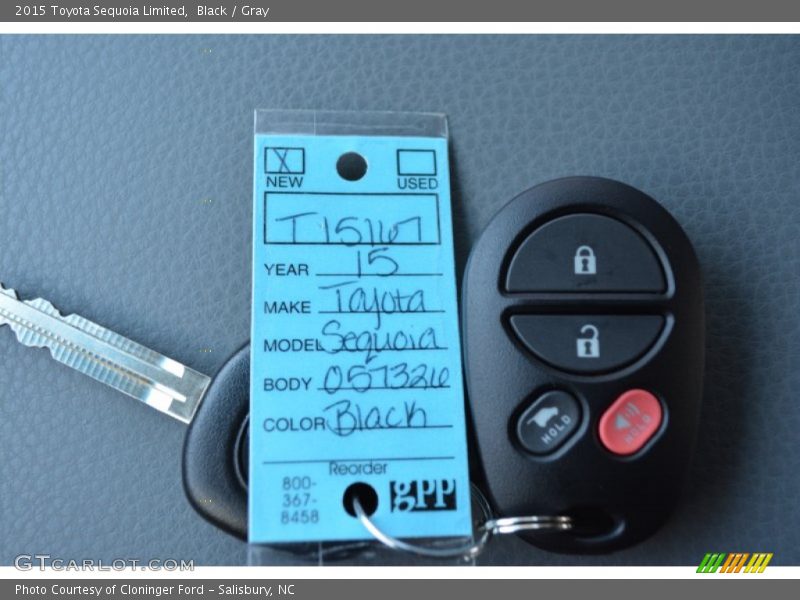 2015 Toyota Sequoia Limited, Black / Gray
X
NEW USED
T15167
YEAR 15
MAKE Toyota
MODEL Sequoia
BODY 057326
COLOR Black
Reorder
800-
367-
8458
gpp
HOLD HOLD
GTCARLOT.COM
Photo Courtesy of Cloninger Ford – Salisbury, NC